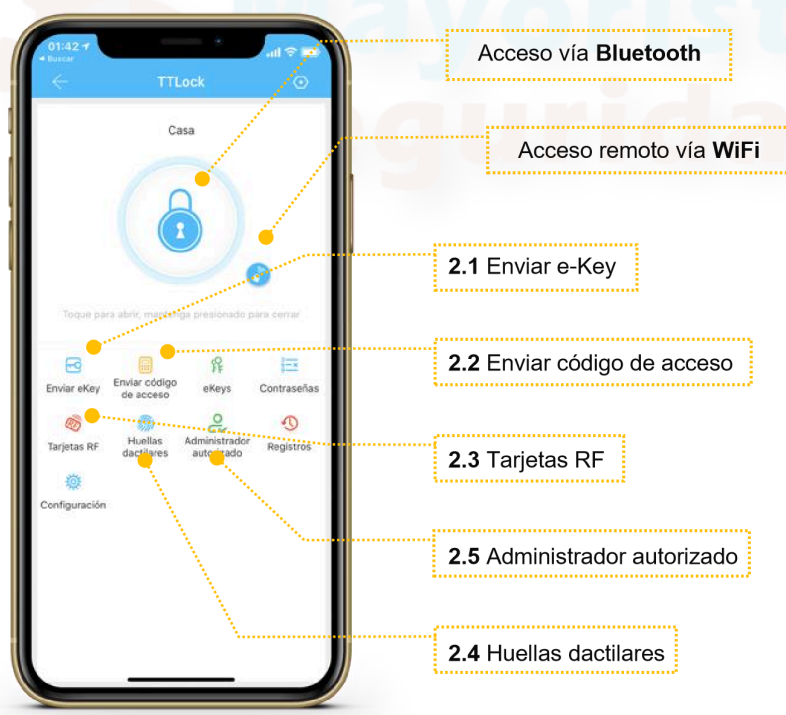 Mayorist
gurida
01:42
Buscar
TTLock
Casa
Toque para abrir, mantenga presionado para cerrar
Enviar eKey
Enviar código
de acceso
eKeys
Contraseñas
Tarjetas RF
Huellas
dactilares
Administrador
autorizado
Registros
Configuración
Acceso vía Bluetooth
Acceso remoto vía WiFi
2.1 Enviar e-Key
2.2 Enviar código de acceso
2.3 Tarjetas RF
2.5 Administrador autorizado
2.4 Huellas dactilares